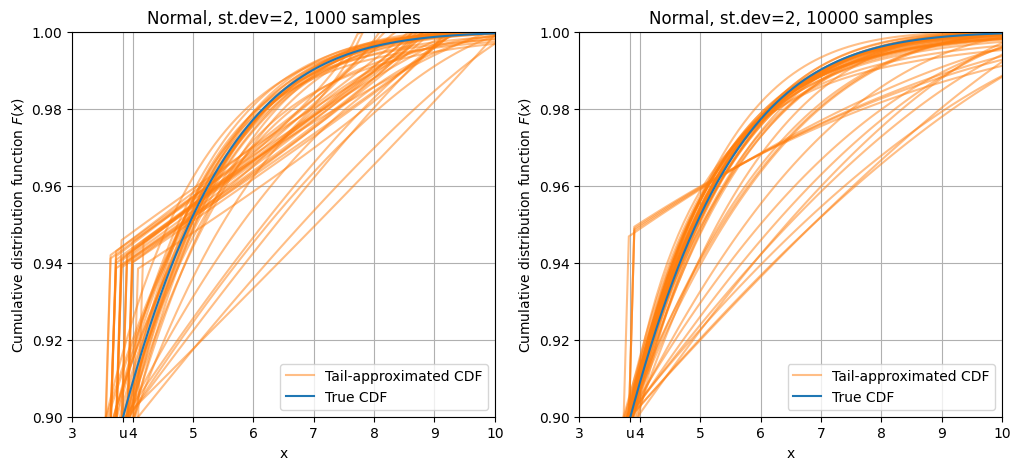 Normal, st.dev=2, 1000 samples
Cumulative distribution function F(x)
1.00
0.98
0.96
0.94
0.92
0.90
Tail-approximated CDF
True CDF
3 u 4 5 6 7 8 9 10
x
Normal, st.dev=2, 10000 samples
Cumulative distribution function F(x)
1.00
0.98
0.96
0.94
0.92
0.90
Tail-approximated CDF
True CDF
3 u 4 5 6 7 8 9 10
x